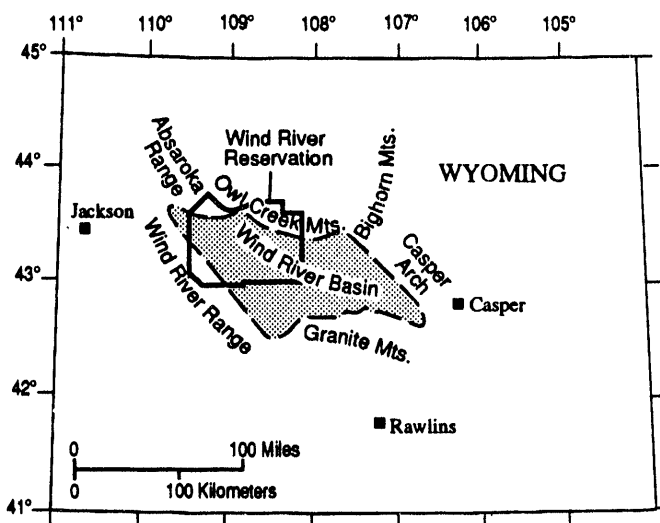 111° 110° 109° 108° 107° 106° 105°
45°
44°
43°
42°
41°
Absaroka
Range
Wind River
Reservation
Bighorn Mts.
WYOMING
Owl Creek Mts.
Jackson
Wind River Basin
Casper
Arch
Wind River Range
Casper
Granite Mts.
Rawlins
0 100 Miles
0 100 Kilometers